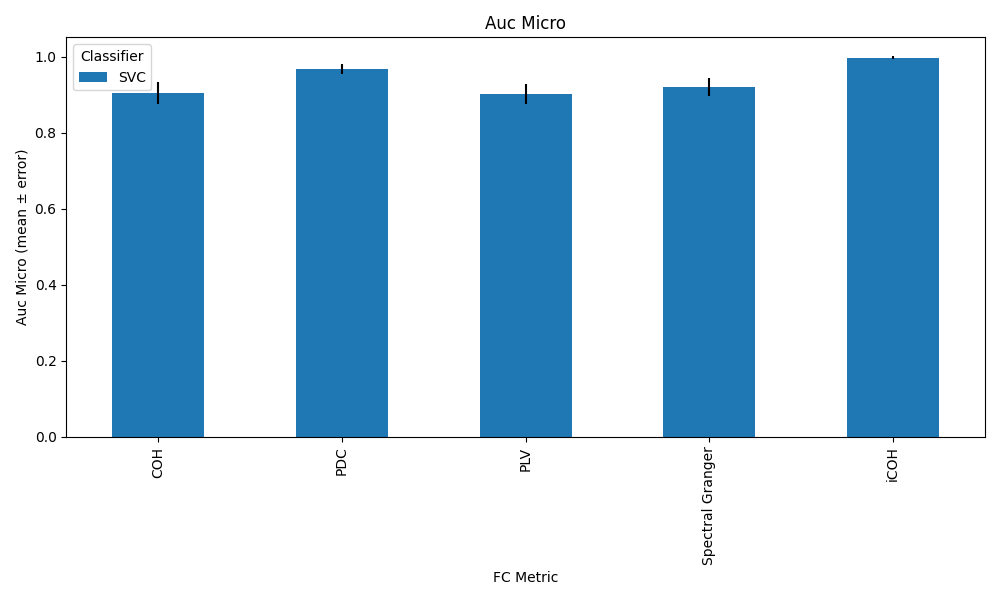 Auc Micro
Classifier
SVC
Auc Micro (mean ± error)
1.0
0.8
0.6
0.4
0.2
0.0
COH
PDC
PLV
Spectral Granger
iCOH
FC Metric